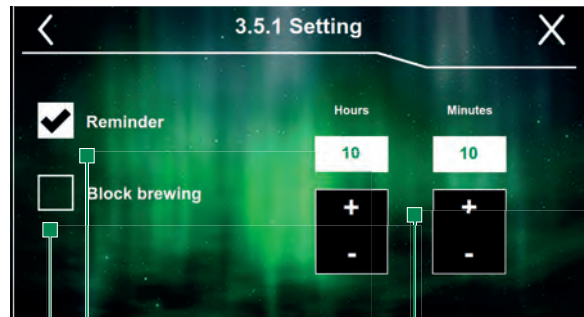 3.5.1 Setting
Hours Minutes
Reminder
10 10
Block brewing
+ +
- -